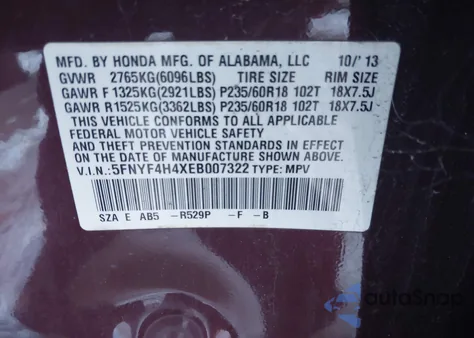 MFD. BY HONDA MFG. OF ALABAMA, LLC 10/'13
GVWR 2765KG(6096LBS) TIRE SIZE RIM SIZE
GAWR F 1325KG(2921LBS) P235/60R18 102T 18X7.5J
GAWR R 1525KG(3362LBS) P235/60R18 102T 18X7.5J
THIS VEHICLE CONFORMS TO ALL APPLICABLE
FEDERAL MOTOR VEHICLE SAFETY
AND THEFT PREVENTION STANDARDS IN EFFECT ON
THE DATE OF MANUFACTURE SHOWN ABOVE.
V.I.N.: 5FNYF4H4XEB007322 TYPE: MPV
SZA E AB5 -R529P -F -B
autoSnap